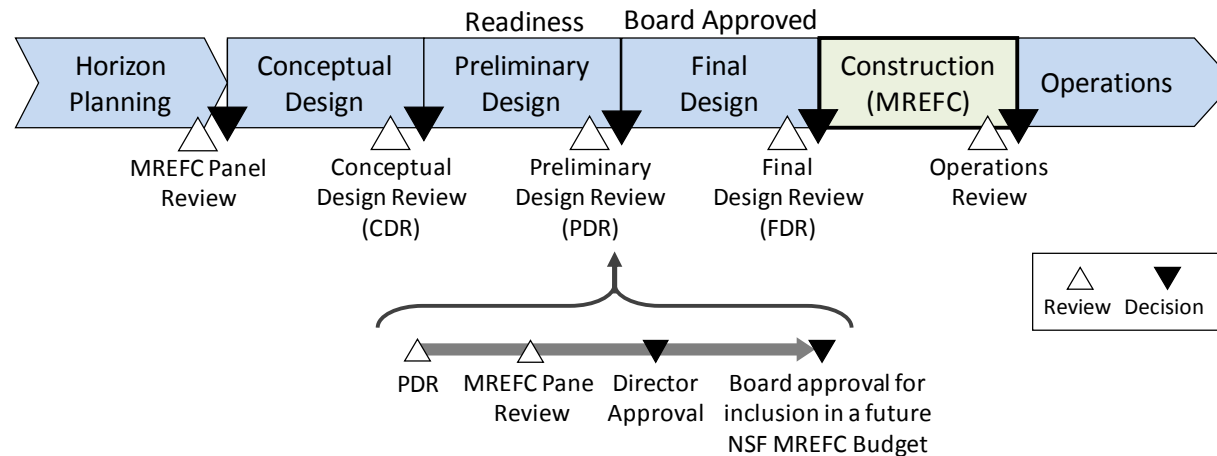 Readiness
Board Approved
Horizon
Planning
Conceptual
Design
Preliminary
Design
Final
Design
Construction
(MREFC)
Operations
MREFC Panel
Review
Conceptual
Design Review
(CDR)
Preliminary
Design Review
(PDR)
Final
Design Review
(FDR)
Operations
Review
Review
Decision
PDR
MREFC Pane
Review
Director
Approval
Board approval for
inclusion in a future
NSF MREFC Budget